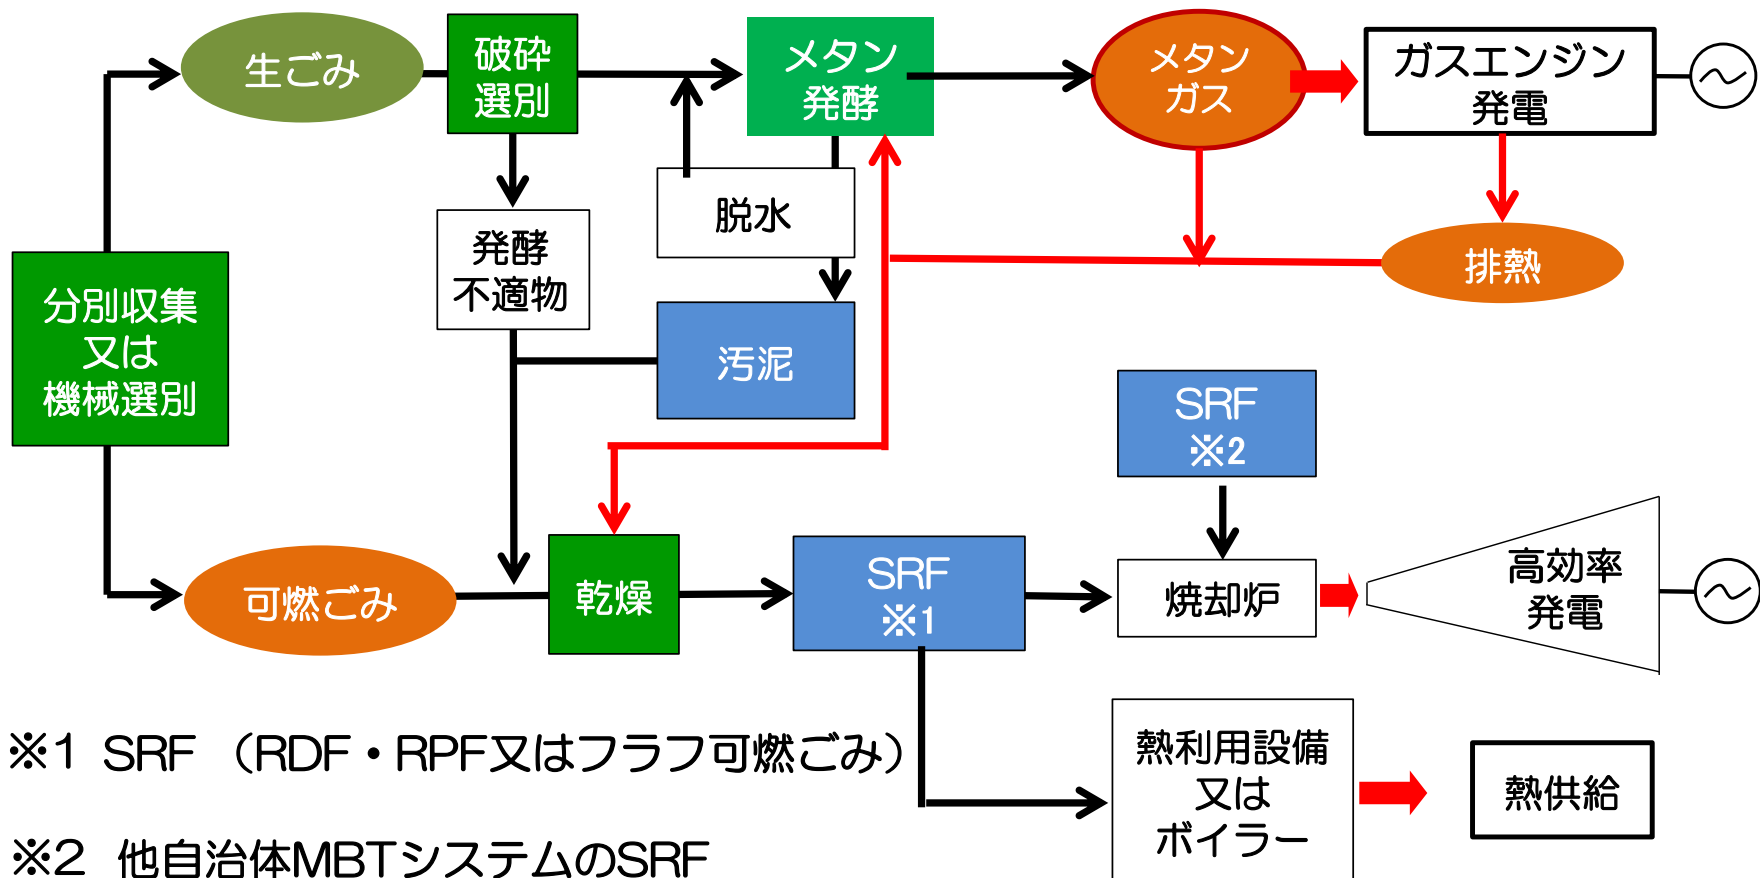 生ごみ
破砕
選別
メタン
発酵
メタン
ガス
ガスエンジン
発電
脱水
発酵
不適物
排熱
分別収集
又は
機械選別
汚泥
SRF
※2
可燃ごみ
乾燥
SRF
※1
焼却炉
高効率
発電
熱利用設備
又は
ボイラー
熱供給
※1 SRF （RDF・RPF又はフラフ可燃ごみ）
※2 他自治体MBTシステムのSRF